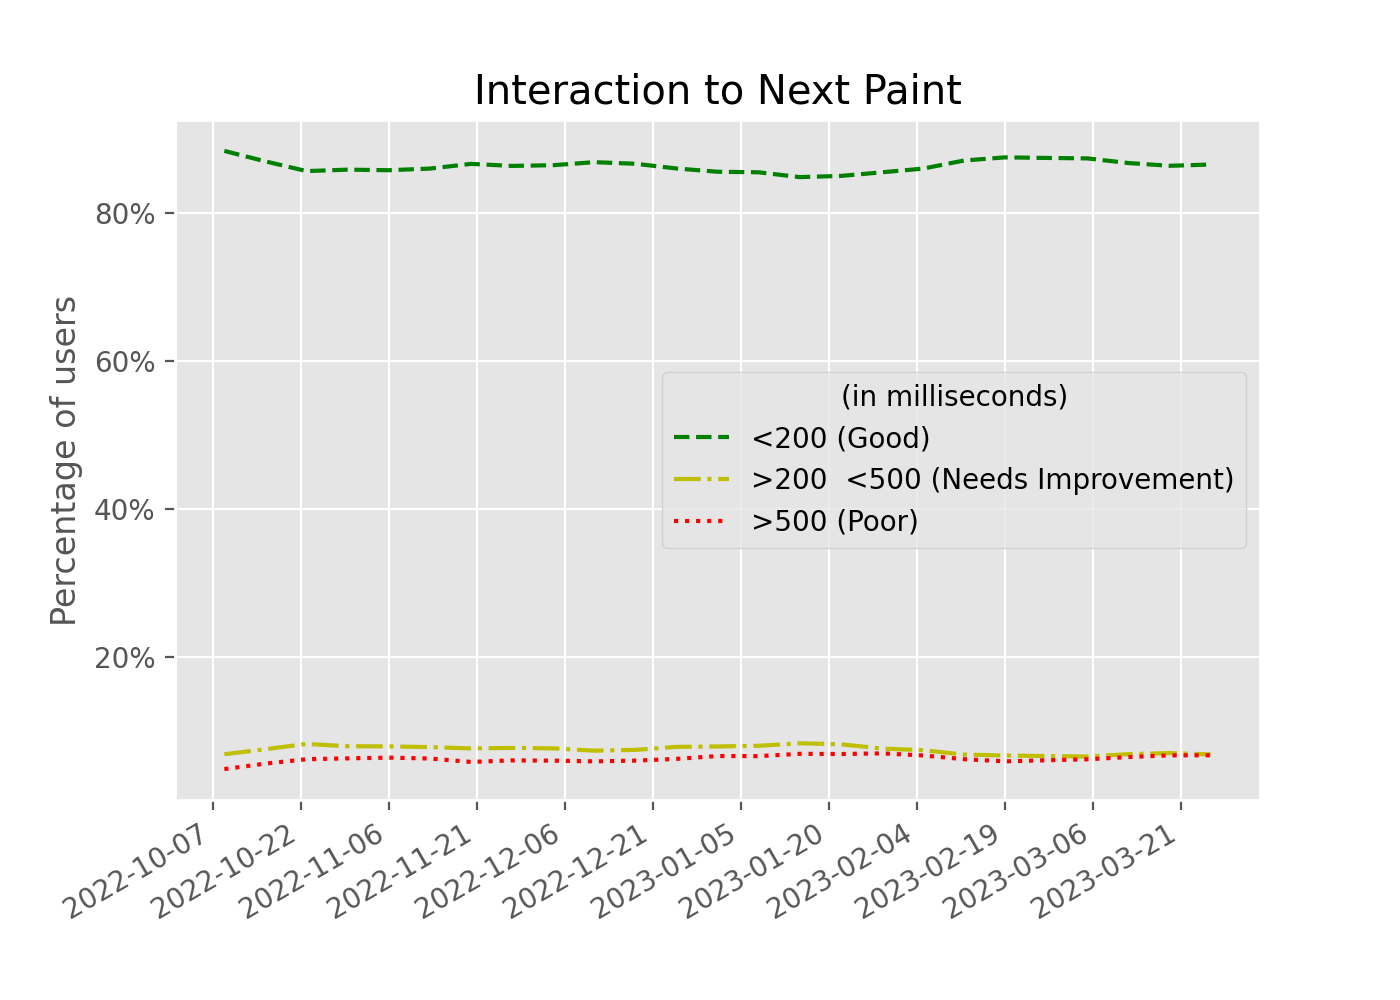 Interaction to Next Paint
Percentage of users
80%
60%
40%
20%
(in milliseconds)
<200 (Good)
>200  <500 (Needs Improvement)
>500 (Poor)
2022-10-07
2022-10-22
2022-11-06
2022-11-21
2022-12-06
2022-12-21
2023-01-05
2023-01-20
2023-02-04
2023-02-19
2023-03-06
2023-03-21